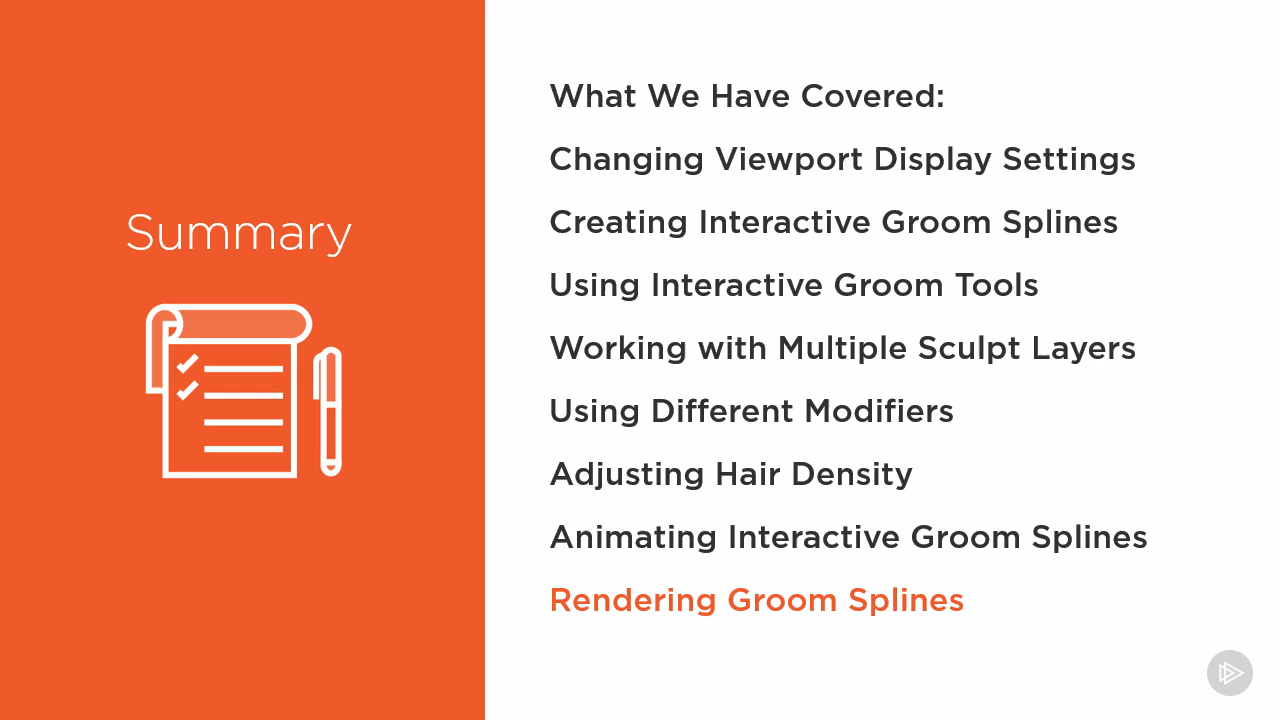 Summary
What We Have Covered:
Changing Viewport Display Settings
Creating Interactive Groom Splines
Using Interactive Groom Tools
Working with Multiple Sculpt Layers
Using Different Modifiers
Adjusting Hair Density
Animating Interactive Groom Splines
Rendering Groom Splines